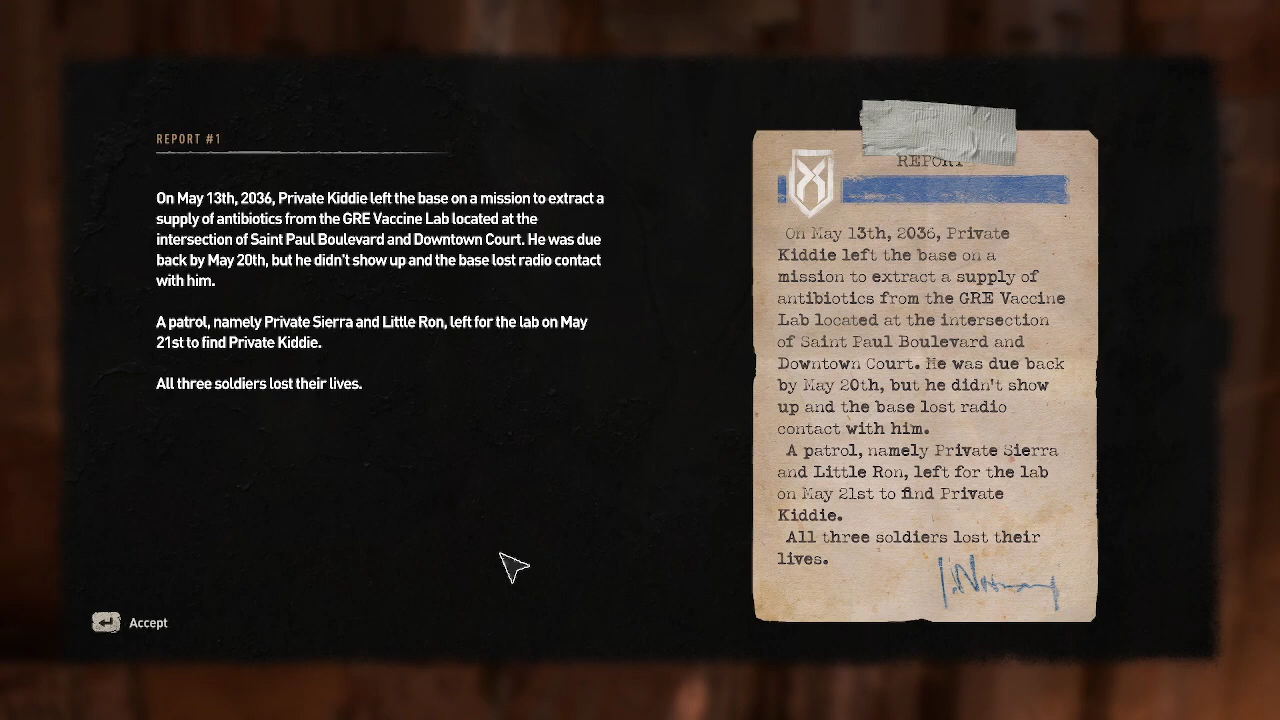 REPORT #1
On May 13th, 2036, Private Kiddie left the base on a mission to extract a
supply of antibiotics from the GRE Vaccine Lab located at the
intersection of Saint Paul Boulevard and Downtown Court. He was due
back by May 20th, but he didn't show up and the base lost radio contact
with him.
A patrol, namely Private Sierra and Little Ron, left for the lab on May
21st to find Private Kiddie.
All three soldiers lost their lives.
Accept
REPORT
On May 13th, 2036, Private
Kiddie left the base on a
mission to extract a supply of
antibiotics from the GRE Vaccine
Lab located at the intersection
of Saint Paul Boulevard and
Downtown Court. He was due back
by May 20th, but he didn't show
up and the base lost radio
contact with him.
A patrol, namely Private Sierra
and Little Ron, left for the lab
on May 21st to find Private
Kiddie.
All three soldiers lost their
lives.